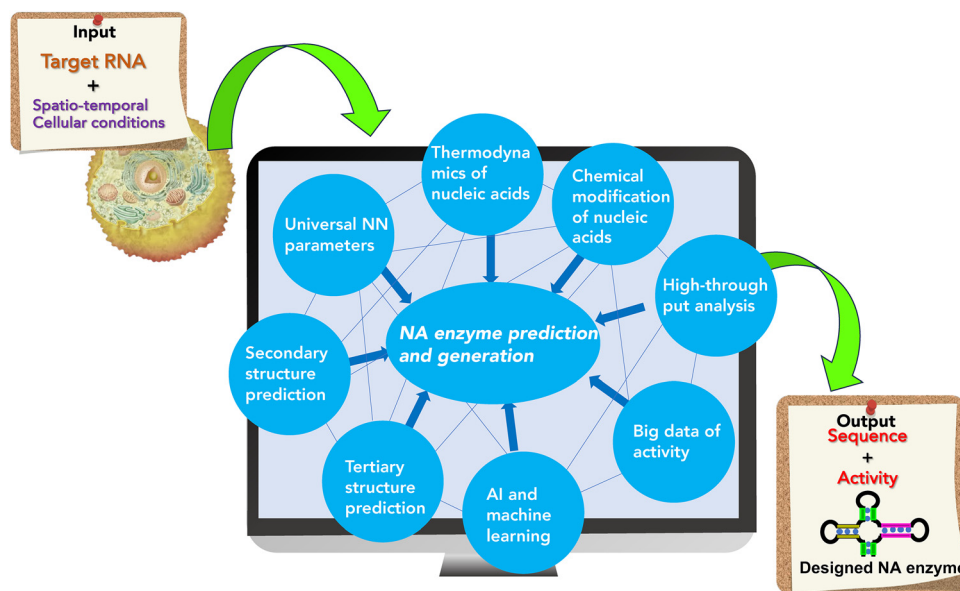 Input
Target RNA
+
Spatio-temporal
Cellular conditions
Thermodyna
mics of
nucleic acids
Chemical
modification
of nucleic
acids
Universal NN
parameters
High-through
put analysis
NA enzyme prediction
and generation
Secondary
structure
prediction
Big data of
activity
Tertiary
structure
prediction
AI and
machine
learning
Output
Sequence
+
Activity
Designed NA enzyme